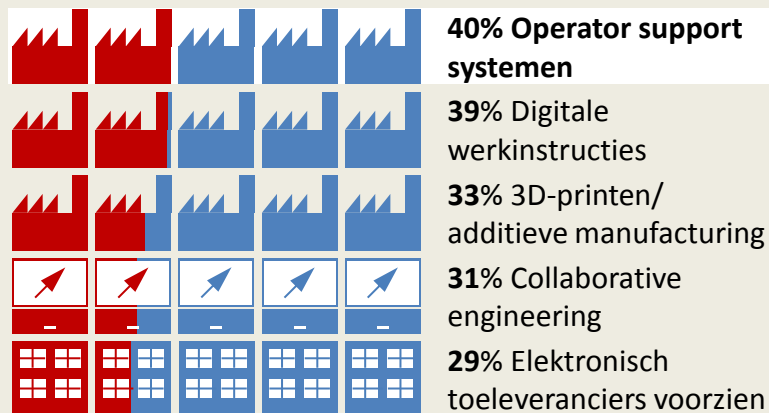 40% Operator support
systemen
39% Digitale
werkinstructies
33% 3D-printen/
additieve manufacturing
31% Collaborative
engineering
29% Elektronisch
toeleveranciers voorzien